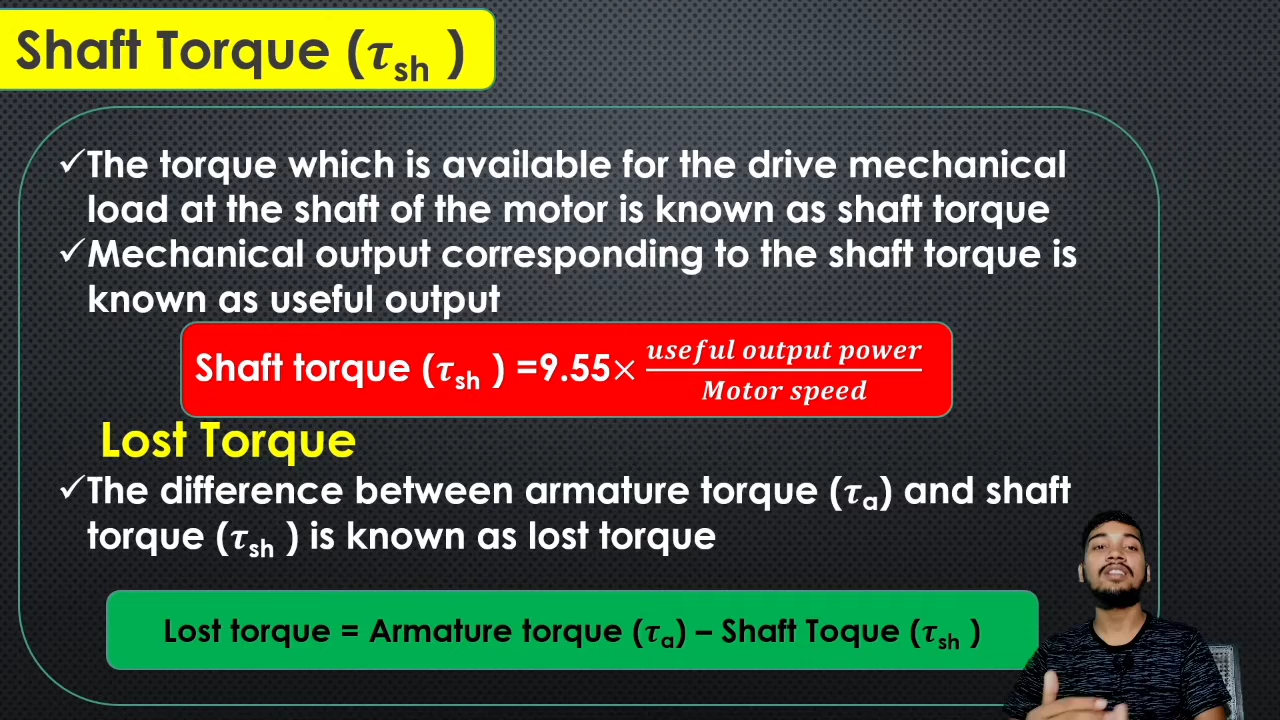 Shaft Torque (𝝉sh )
✓The torque which is available for the drive mechanical
load at the shaft of the motor is known as shaft torque
✓Mechanical output corresponding to the shaft torque is
known as useful output
Shaft torque (𝝉sh ) =9.55× 𝒖𝒔𝒆𝒇𝒖𝒍 𝒐𝒖𝒕𝒑𝒖𝒕 𝒑𝒐𝒘𝒆𝒓
𝑴𝒐𝒕𝒐𝒓 𝒔𝒑𝒆𝒆𝒅
Lost Torque
✓The difference between armature torque (𝝉a) and shaft
torque (𝝉sh ) is known as lost torque
Lost torque = Armature torque (𝝉a) – Shaft Toque (𝝉sh )